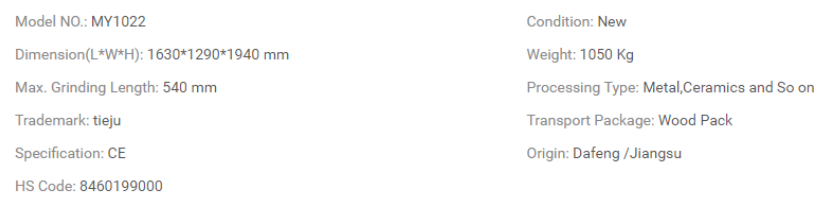 Model NO.: MY1022
Condition: New
Dimension(L*W*H): 1630*1290*1940 mm
Weight: 1050 Kg
Max. Grinding Length: 540 mm
Processing Type: Metal,Ceramics and So on
Trademark: tieju
Transport Package: Wood Pack
Specification: CE
Origin: Dafeng /Jiangsu
HS Code: 8460199000